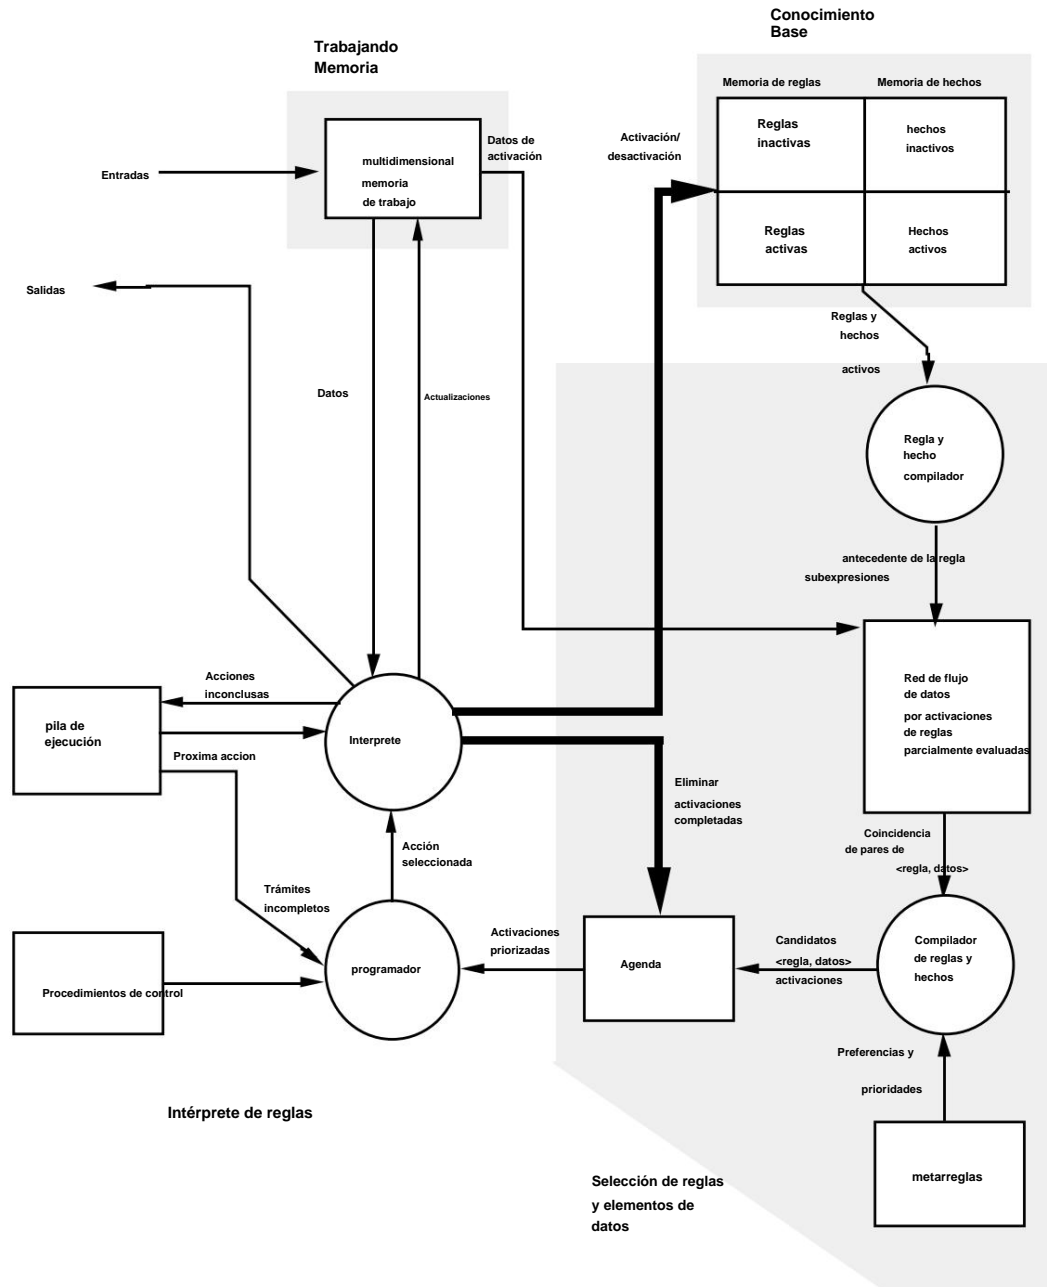 Conocimiento
Base
Trabajando
Memoria
Memoria de reglas
Memoria de hechos
Reglas
inactivas
hechos
inactivos
Reglas
activas
Hechos
activos
Activación/
desactivación
Datos de
activación
multidimensional
memoria
de trabajo
Entradas
Salidas
Reglas y
hechos
activos
Datos
Actualizaciones
Regla y
hecho
compilador
antecedente de la regla
subexpresiones
Acciones
inconclusas
pila de
ejecución
Interprete
Proxima accion
Red de flujo
de datos
por activaciones
de reglas
parcialmente evaluadas
Eliminar
activaciones
completadas
Coincidencia
de pares de
<regla, datos>
Acción
seleccionada
Trámites
incompletos
Activaciones
priorizadas
Candidatos
<regla, datos>
activaciones
Compilador
de reglas y
hechos
programador
Agenda
Procedimientos de control
Preferencias y
prioridades
Intérprete de reglas
metarreglas
Selección de reglas
y elementos de
datos